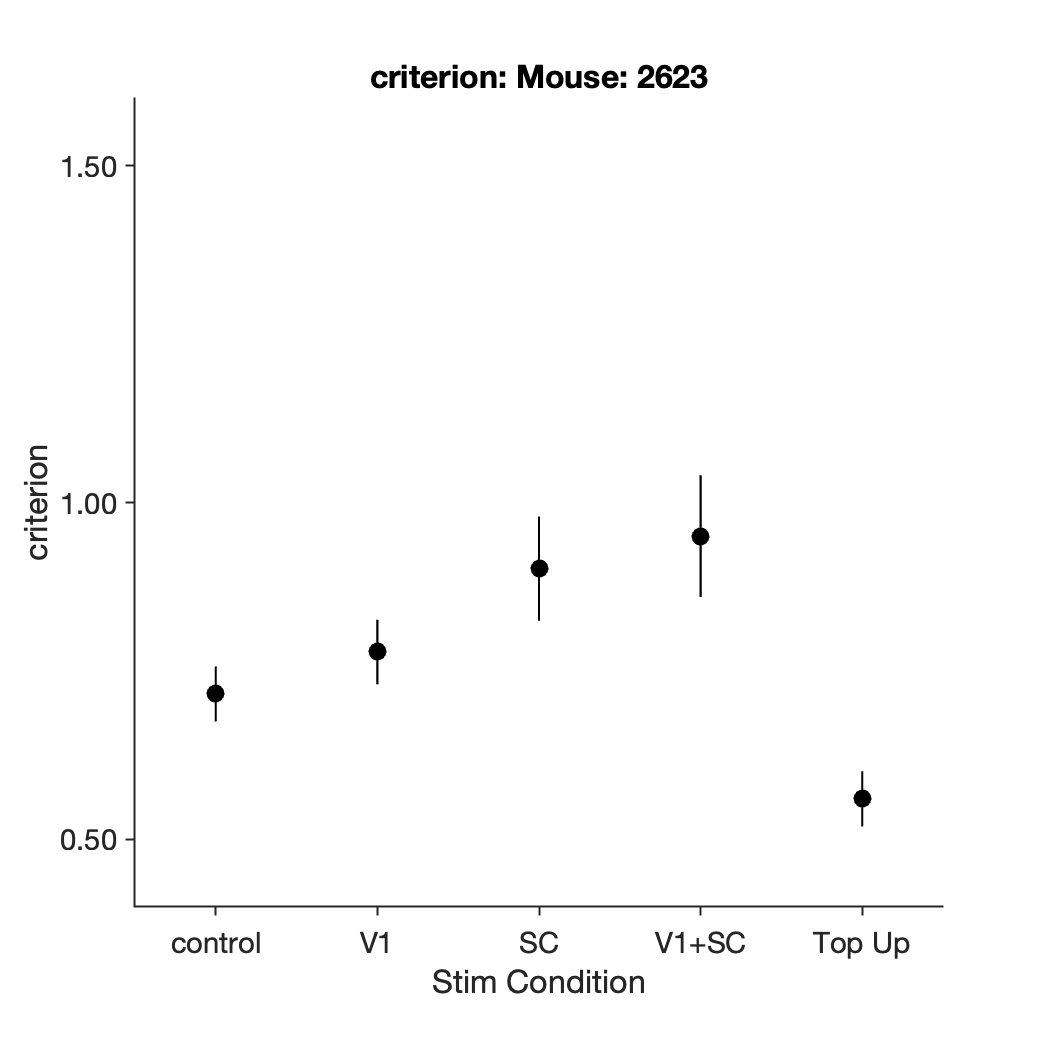 criterion: Mouse: 2623
1.50
1.00
0.50
criterion
control
V1
SC
V1+SC
Top Up
Stim Condition